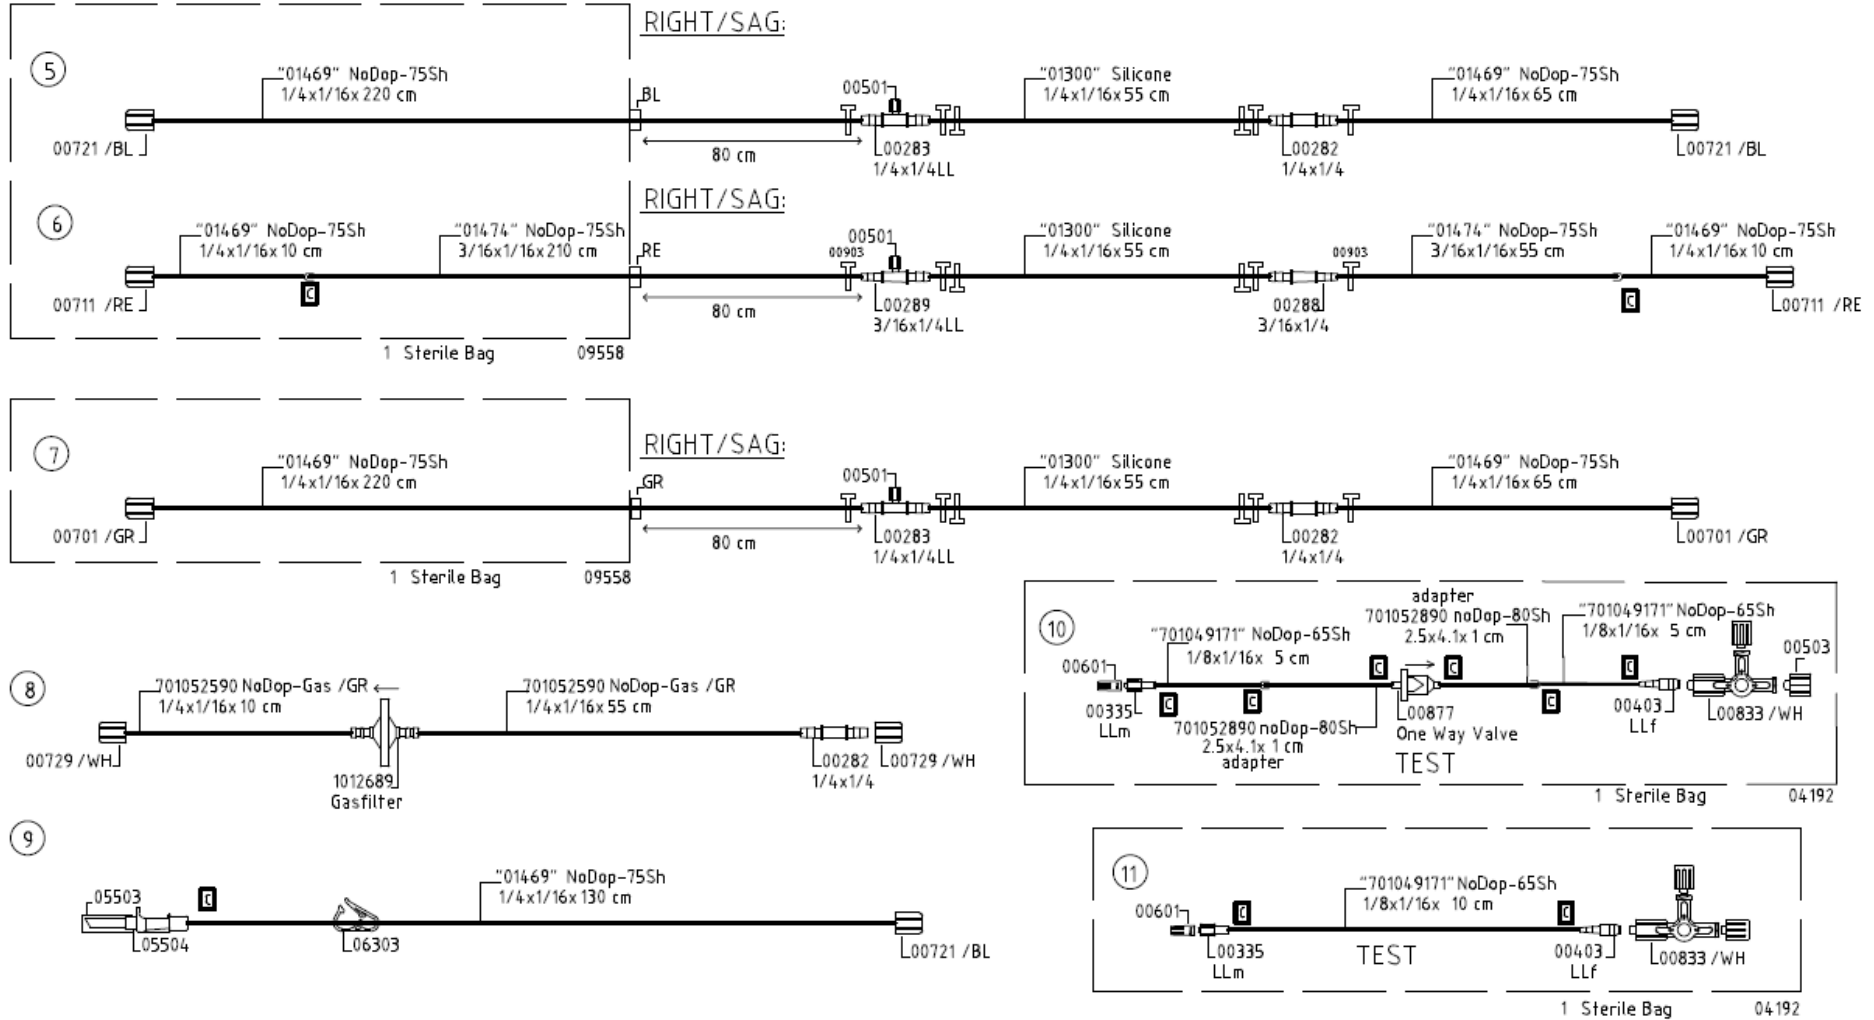 RIGHT/SAG:
5
"01469" NoDop-75Sh
1/4x1/16x 220 cm
BL
00501
"01300" Silicone
1/4x1/16x 55 cm
"01469" NoDop-75Sh
1/4x1/16x 65 cm
00721 /BL
80 cm
00283
1/4x1/4LL
00282
1/4x1/4
00721 /BL
RIGHT/SAG:
6
"01469" NoDop-75Sh
1/4x1/16x 10 cm
"01474" NoDop-75Sh
3/16x1/16x210 cm
RE
00903
00501
"01300" Silicone
1/4x1/16x 55 cm
00903
"01474" NoDop-75Sh
3/16x1/16x 55 cm
"01469" NoDop-75Sh
1/4x1/16x 10 cm
00711 /RE
C
80 cm
00289
3/16x1/4LL
00288
3/16x1/4
C
00711 /RE
1 Sterile Bag 09558
RIGHT/SAG:
7
"01469" NoDop-75Sh
1/4x1/16x 220 cm
GR
00501
"01300" Silicone
1/4x1/16x 55 cm
"01469" NoDop-75Sh
1/4x1/16x 65 cm
00701 /GR
80 cm
00283
1/4x1/4LL
00282
1/4x1/4
00701 /GR
1 Sterile Bag 09558
8
701052590 NoDop-Gas /GR
1/4x1/16x 10 cm
701052590 NoDop-Gas /GR
1/4x1/16x 55 cm
00729 /WH
1012689
Gasfilter
00282
1/4x1/4
00729 /WH
9
05503
C
"01469" NoDop-75Sh
1/4x1/16x 130 cm
05504
06303
00721 /BL
10
adapter
701052890 noDop-80Sh
2.5x4.1x 1 cm
"701049171" NoDop-65Sh
1/8x1/16x 5 cm
"701049171" NoDop-65Sh
1/8x1/16x 5 cm
00601
C
C
C
00503
00335
LLm
C
C
701052890 noDop-80Sh
2.5x4.1x 1 cm
adapter
00877
One Way Valve
C
00403
LLf
00833 /WH
TEST
1 Sterile Bag 04192
11
"701049171" NoDop-65Sh
1/8x1/16x 10 cm
00601
C
C
00335
LLm
TEST
00403
LLf
00833 /WH
1 Sterile Bag 04192